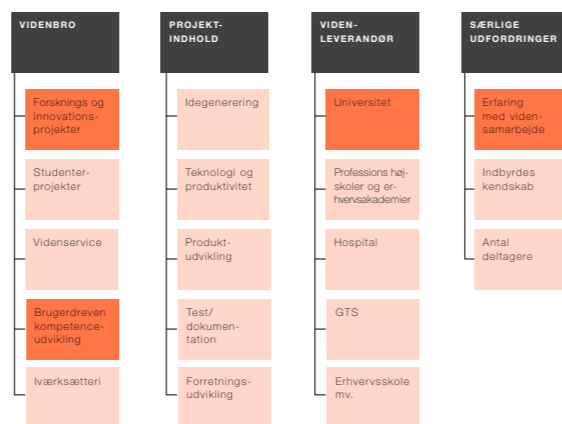 VIDENBRO
Forsknings og
innovations-
projekter
Studenter-
projekter
Videnservice
Brugerdreven
kompetence-
udvikling
Iværksætteri
PROJEKT-
INDHOLD
Idegenerering
Teknologi og
produktivitet
Produkt-
udvikling
Test/
dokumen-
tation
Forretnings-
udvikling
VIDEN-
LEVERANDØR
Universitet
Professions høj-
skoler og er-
hvervsakademier
Hospital
GTS
Erhvervsskole
mv.
SÆRLIGE
UDFORDRINGER
Erfaring
med viden-
samarbejde
Indbyrdes
kendskab
Antal
deltagere